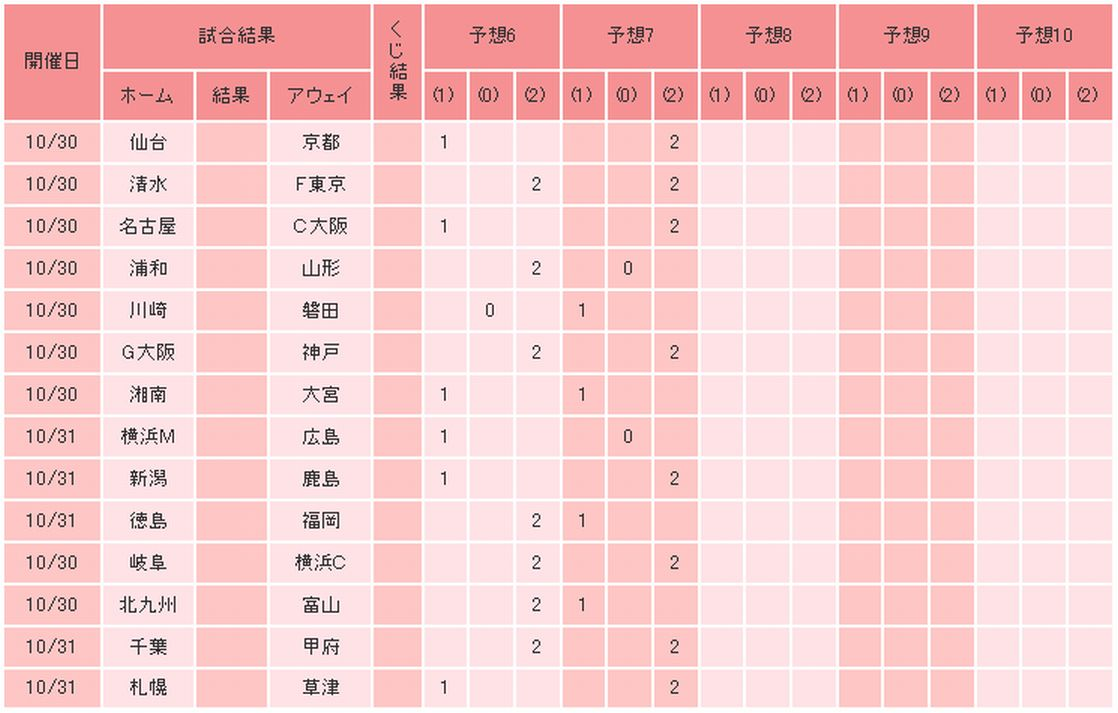 開催日 試合結果 くじ結果 予想6 予想7 予想8 予想9 予想10
ホーム 結果 アウェイ (1) (0) (2) (1) (0) (2) (1) (0) (2) (1) (0) (2) (1) (0) (2)
10/30 仙台 京都 1 2
10/30 清水 F東京 2 2
10/30 名古屋 C大阪 1 2
10/30 浦和 山形 2 0
10/30 川崎 磐田 0 1
10/30 G大阪 神戸 2 2
10/30 湘南 大宮 1 1
10/31 横浜M 広島 1 0
10/31 新潟 鹿島 1 2
10/31 徳島 福岡 2 1
10/30 岐阜 横浜C 2 2
10/30 北九州 富山 2 1
10/31 千葉 甲府 2 2
10/31 札幌 草津 1 2